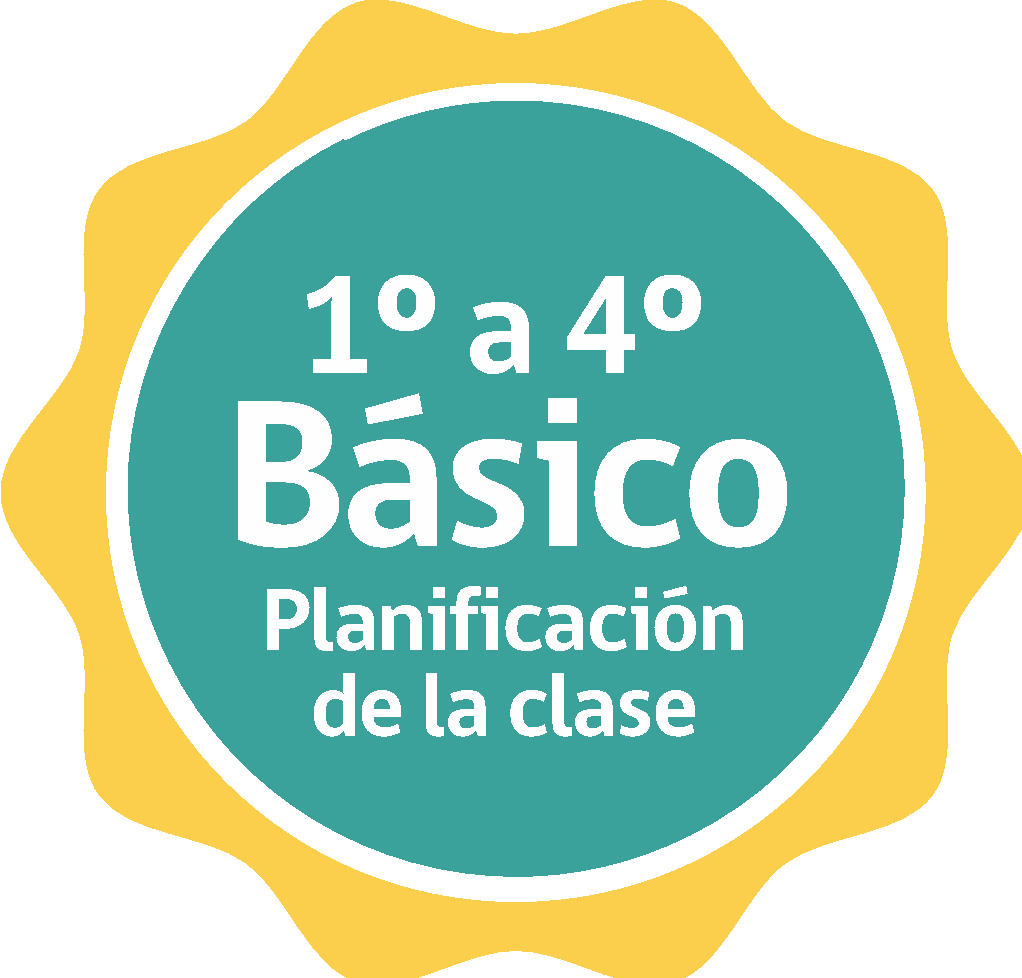 1º a 4º
Básico
Planificación
de la clase